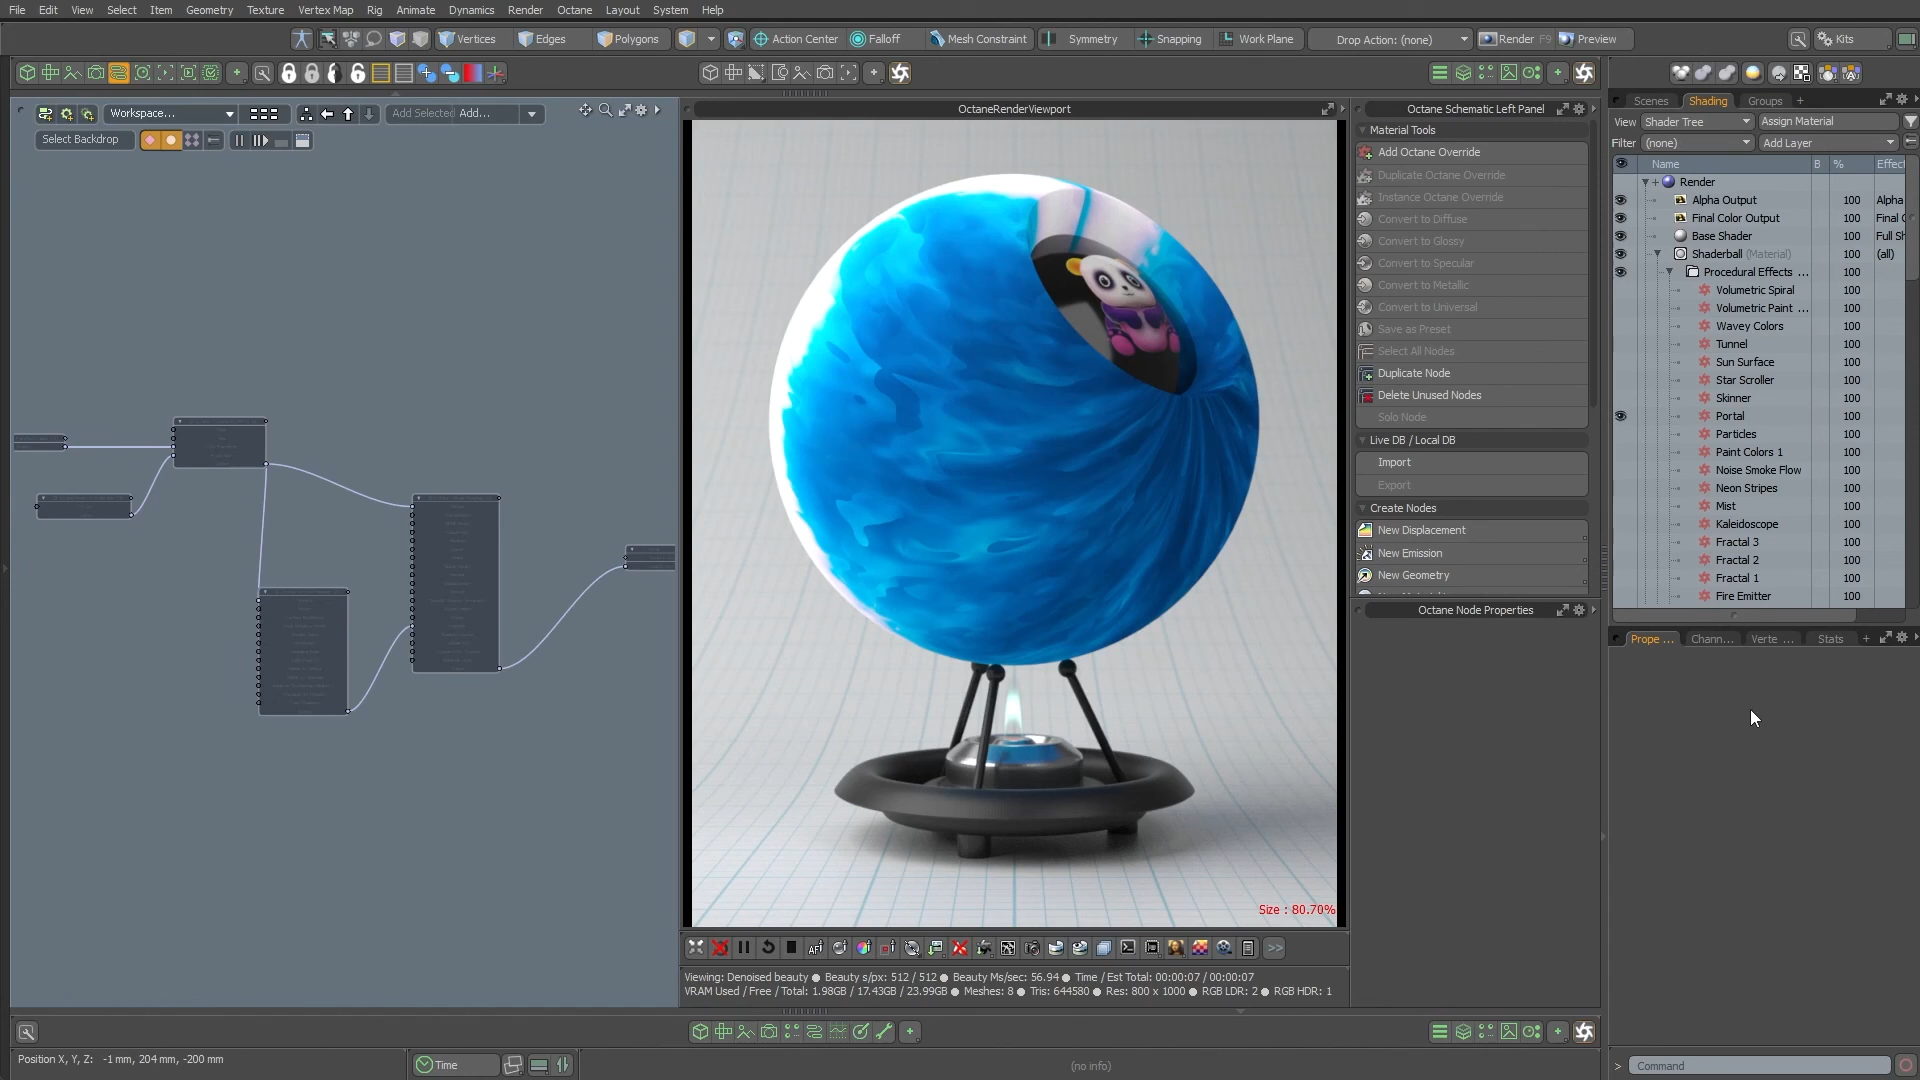 File Edit View Select Item Geometry Texture Vertex Map Rig Animate Dynamics Render Octane Layout System Help
Vertices Edges Polygons Action Center Falloff Mesh Constraint Symmetry Snapping Work Plane Drop Action: (none) Render F9 Preview Kits
Workspace... Add Selected Add...
Select Backdrop
OctaneRenderViewport
Size : 80.70%
Viewing: Denoised beauty Beauty s/px: 512 / 512 Beauty Ms/sec: 56.94 Time / Est Total: 00:00:07 / 00:00:07
VRAM Used / Free / Total: 1.98GB / 17.43GB / 23.99GB Meshes: 8 Tris: 644580 Res: 800 x 1000 RGB LDR: 2 RGB HDR: 1
Octane Schematic Left Panel
Material Tools
Add Octane Override
Duplicate Octane Override
Instance Octane Override
Convert to Diffuse
Convert to Glossy
Convert to Specular
Convert to Metallic
Convert to Universal
Save as Preset
Select All Nodes
Duplicate Node
Delete Unused Nodes
Solo Node
Live DB / Local DB
Import
Export
Create Nodes
New Displacement
New Emission
New Geometry
Octane Node Properties
Scenes Shading Groups +
View Shader Tree Assign Material
Filter (none) Add Layer
Name B % Effect
Render
Alpha Output 100 Alpha
Final Color Output 100 Final C
Base Shader 100 Full Sh
Shaderball (Material) 100 (all)
Procedural Effects ... 100
Volumetric Spiral 100
Volumetric Paint ... 100
Wavey Colors 100
Tunnel 100
Sun Surface 100
Star Scroller 100
Skinner 100
Portal 100
Particles 100
Paint Colors 1 100
Noise Smoke Flow 100
Neon Stripes 100
Mist 100
Kaleidoscope 100
Fractal 3 100
Fractal 2 100
Fractal 1 100
Fire Emitter 100
Prope ... Chann... Verte ... Stats +
Position X, Y, Z: -1 mm, 204 mm, -200 mm
Time
(no info)
> Command